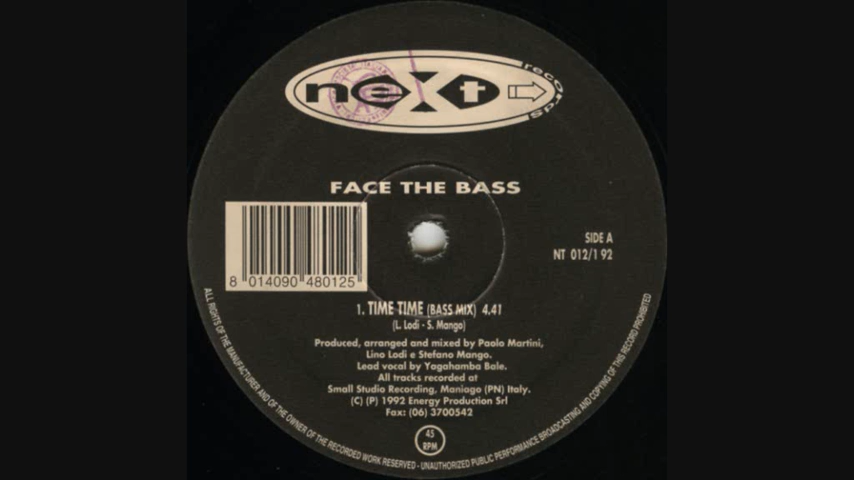 next records
FACE THE BASS
8 014090 480125
SIDE A
NT 012/1 92
1. TIME TIME (BASS MIX) 4.41
(L. Lodi - S. Mango)
Produced, arranged and mixed by Paolo Martini,
Lino Lodi e Stefano Mango.
Lead vocal by Yagahamba Bale.
All tracks recorded at
Small Studio Recording, Maniago (PN) Italy.
(C) (P) 1992 Energy Production Srl
Fax: (06) 3700542
45
RPM
ALL RIGHTS OF THE MANUFACTURER AND OF THE OWNER OF THE RECORDED WORK RESERVED - UNAUTHORIZED PUBLIC PERFORMANCE BROADCASTING AND COPYING OF THIS RECORD PROHIBITED